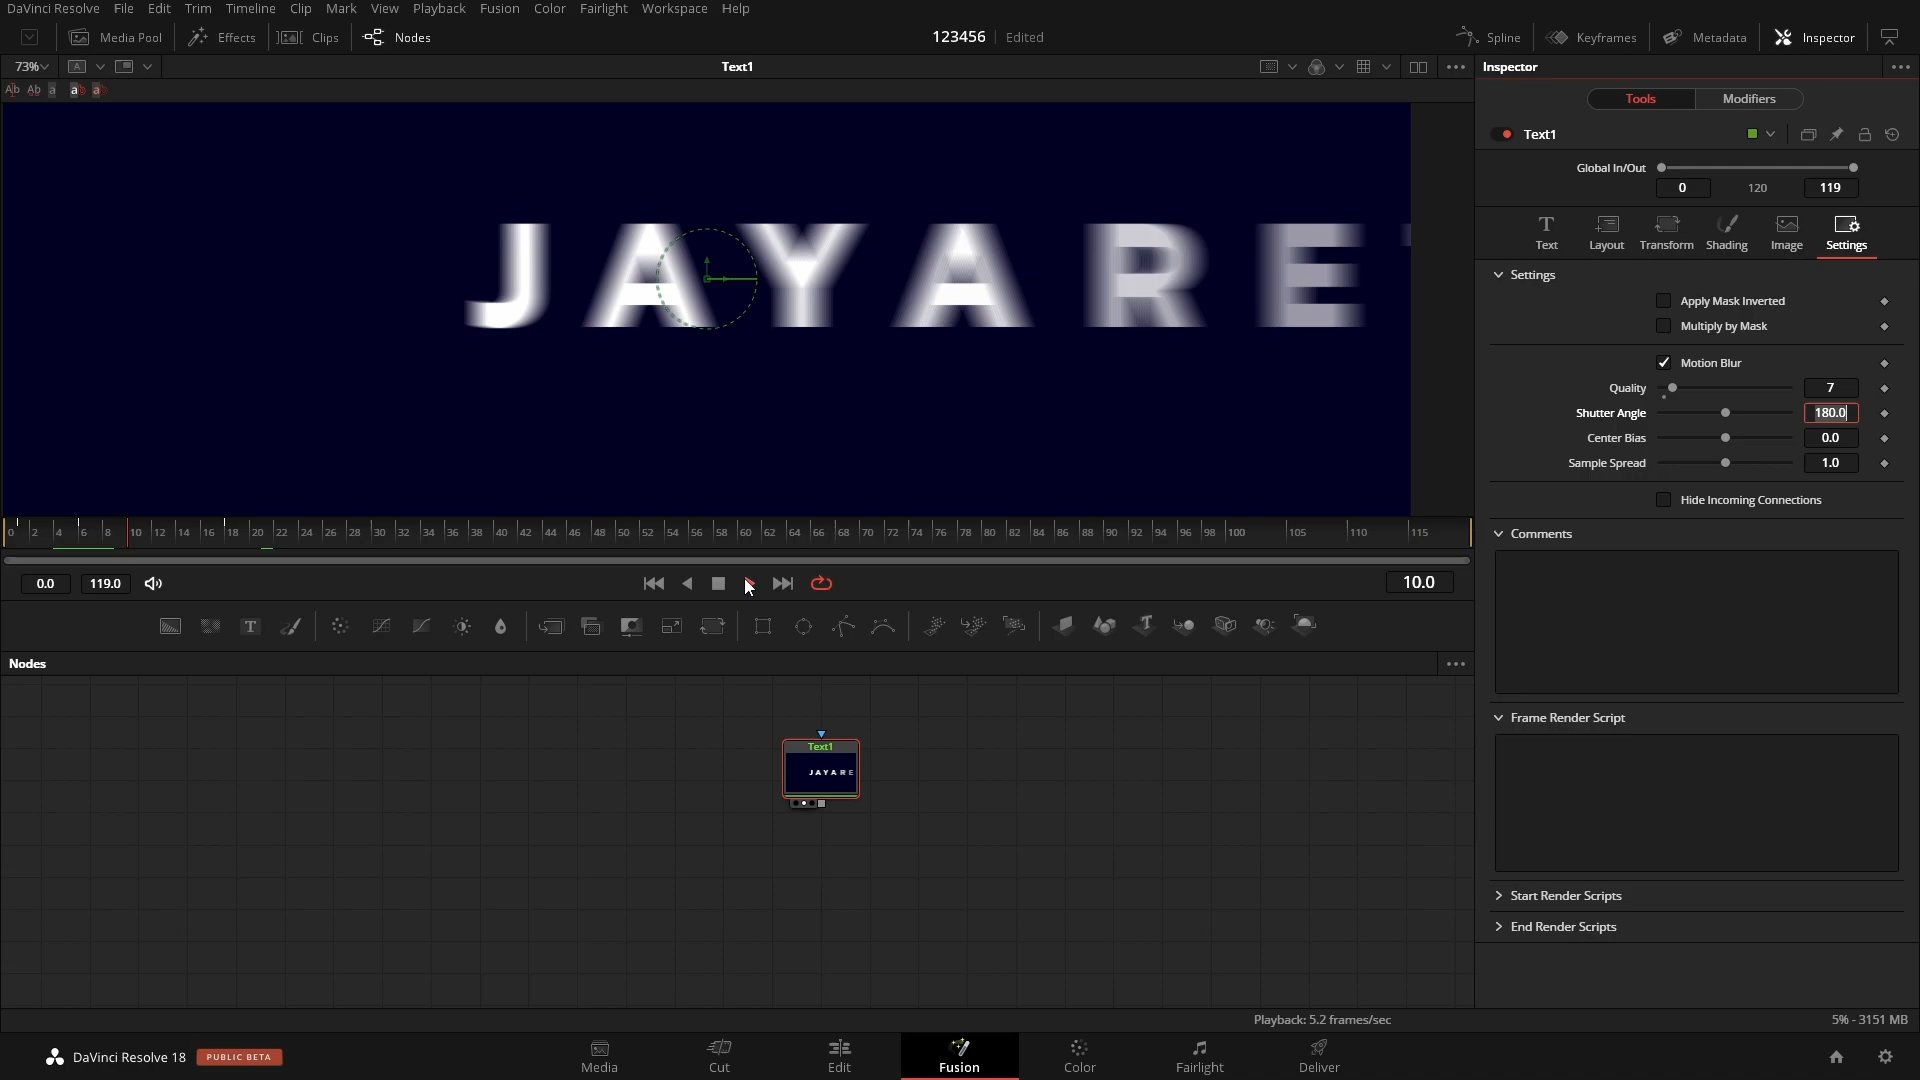 DaVinci Resolve File Edit Trim Timeline Clip Mark View Playback Fusion Color Fairlight Workspace Help
Media Pool Effects Clips Nodes 123456 Edited Spline Keyframes Metadata Inspector
73% A Text1 Inspector
Ab Ab a a a
Tools Modifiers
Text1
Global In/Out
0 120 119
Text Layout Transform Shading Image Settings
Settings
Apply Mask Inverted
Multiply by Mask
Motion Blur
Quality 7
Shutter Angle 180.0
Center Bias 0.0
Sample Spread 1.0
Hide Incoming Connections
JAYARE
0 2 4 6 8 10 12 14 16 18 20 22 24 26 28 30 32 34 36 38 40 42 44 46 48 50 52 54 56 58 60 62 64 66 68 70 72 74 76 78 80 82 84 86 88 90 92 94 96 98 100 105 110 115
Comments
0.0 119.0 10.0
T T
Nodes
Frame Render Script
Text1
JAYARE
Start Render Scripts
End Render Scripts
Playback: 5.2 frames/sec 5% - 3151 MB
DaVinci Resolve 18 PUBLIC BETA Media Cut Edit Fusion Color Fairlight Deliver